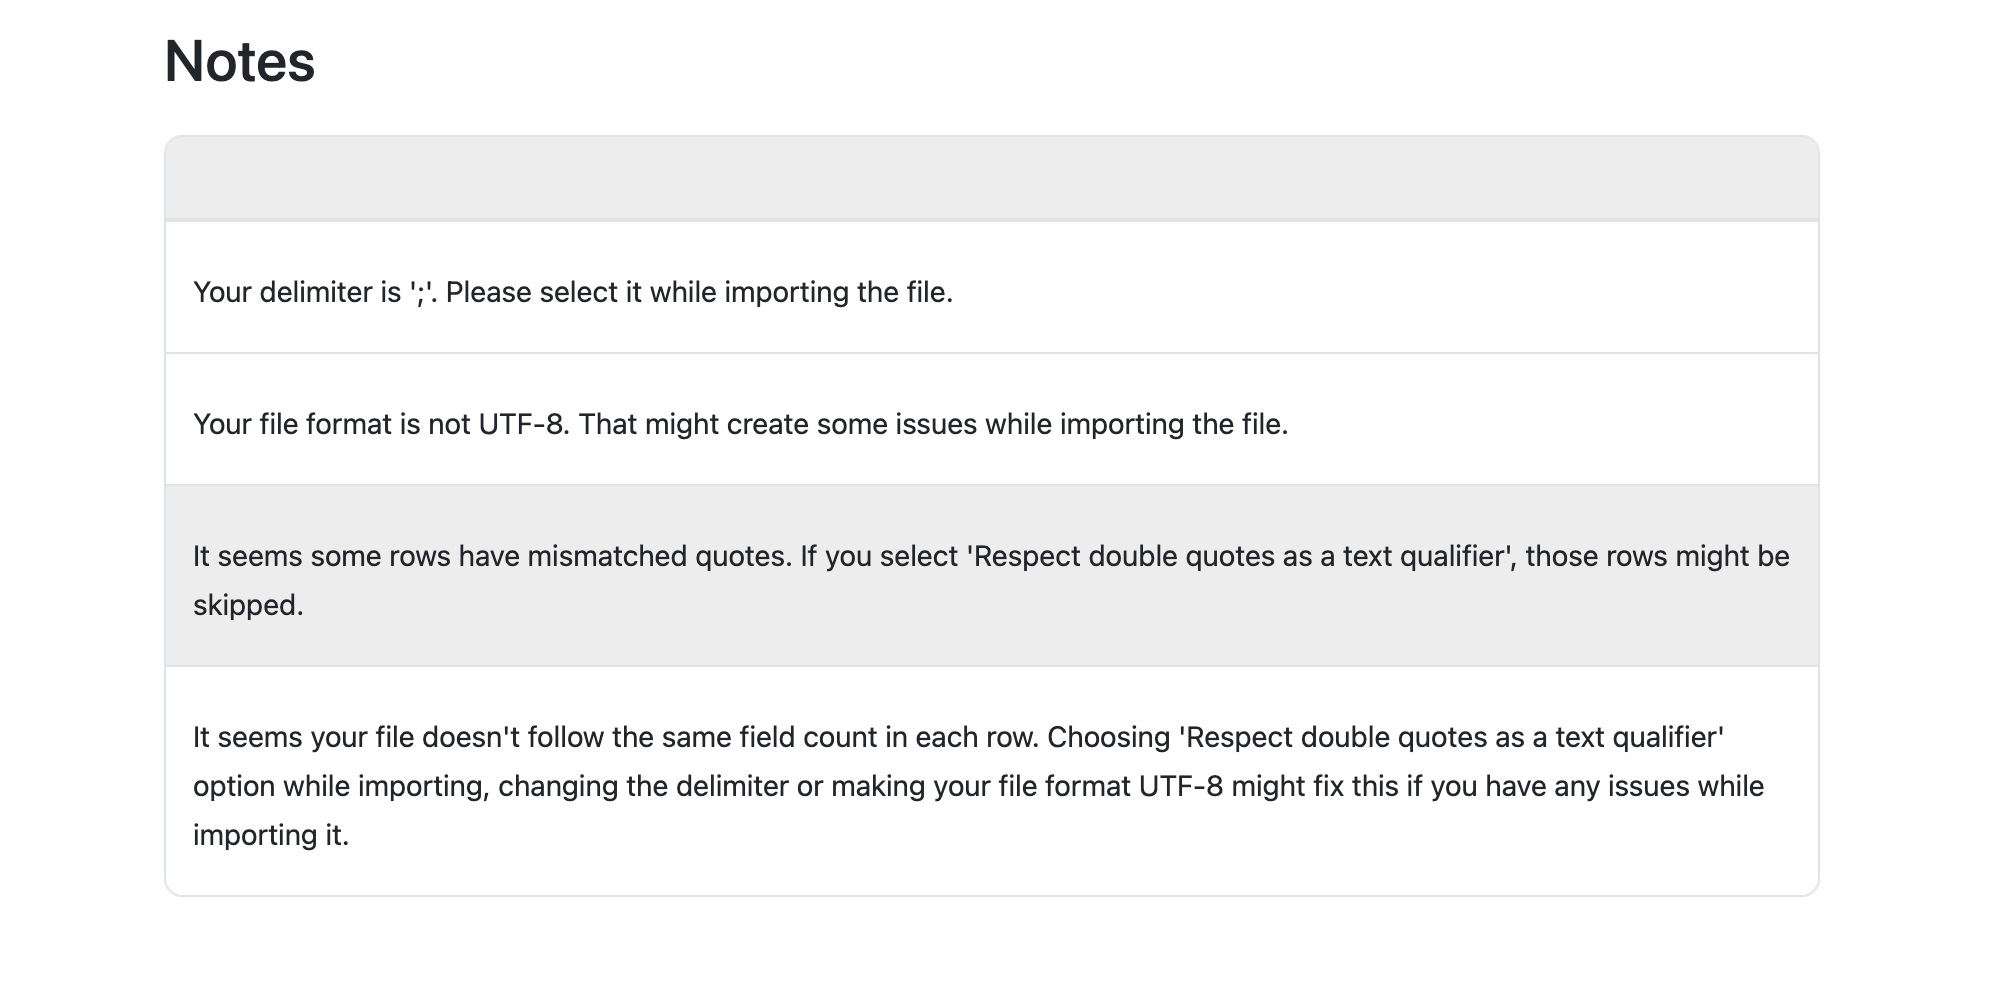 Notes
Your delimiter is ';'. Please select it while importing the file.
Your file format is not UTF-8. That might create some issues while importing the file.
It seems some rows have mismatched quotes. If you select 'Respect double quotes as a text qualifier', those rows might be
skipped.
It seems your file doesn't follow the same field count in each row. Choosing 'Respect double quotes as a text qualifier'
option while importing, changing the delimiter or making your file format UTF-8 might fix this if you have any issues while
importing it.